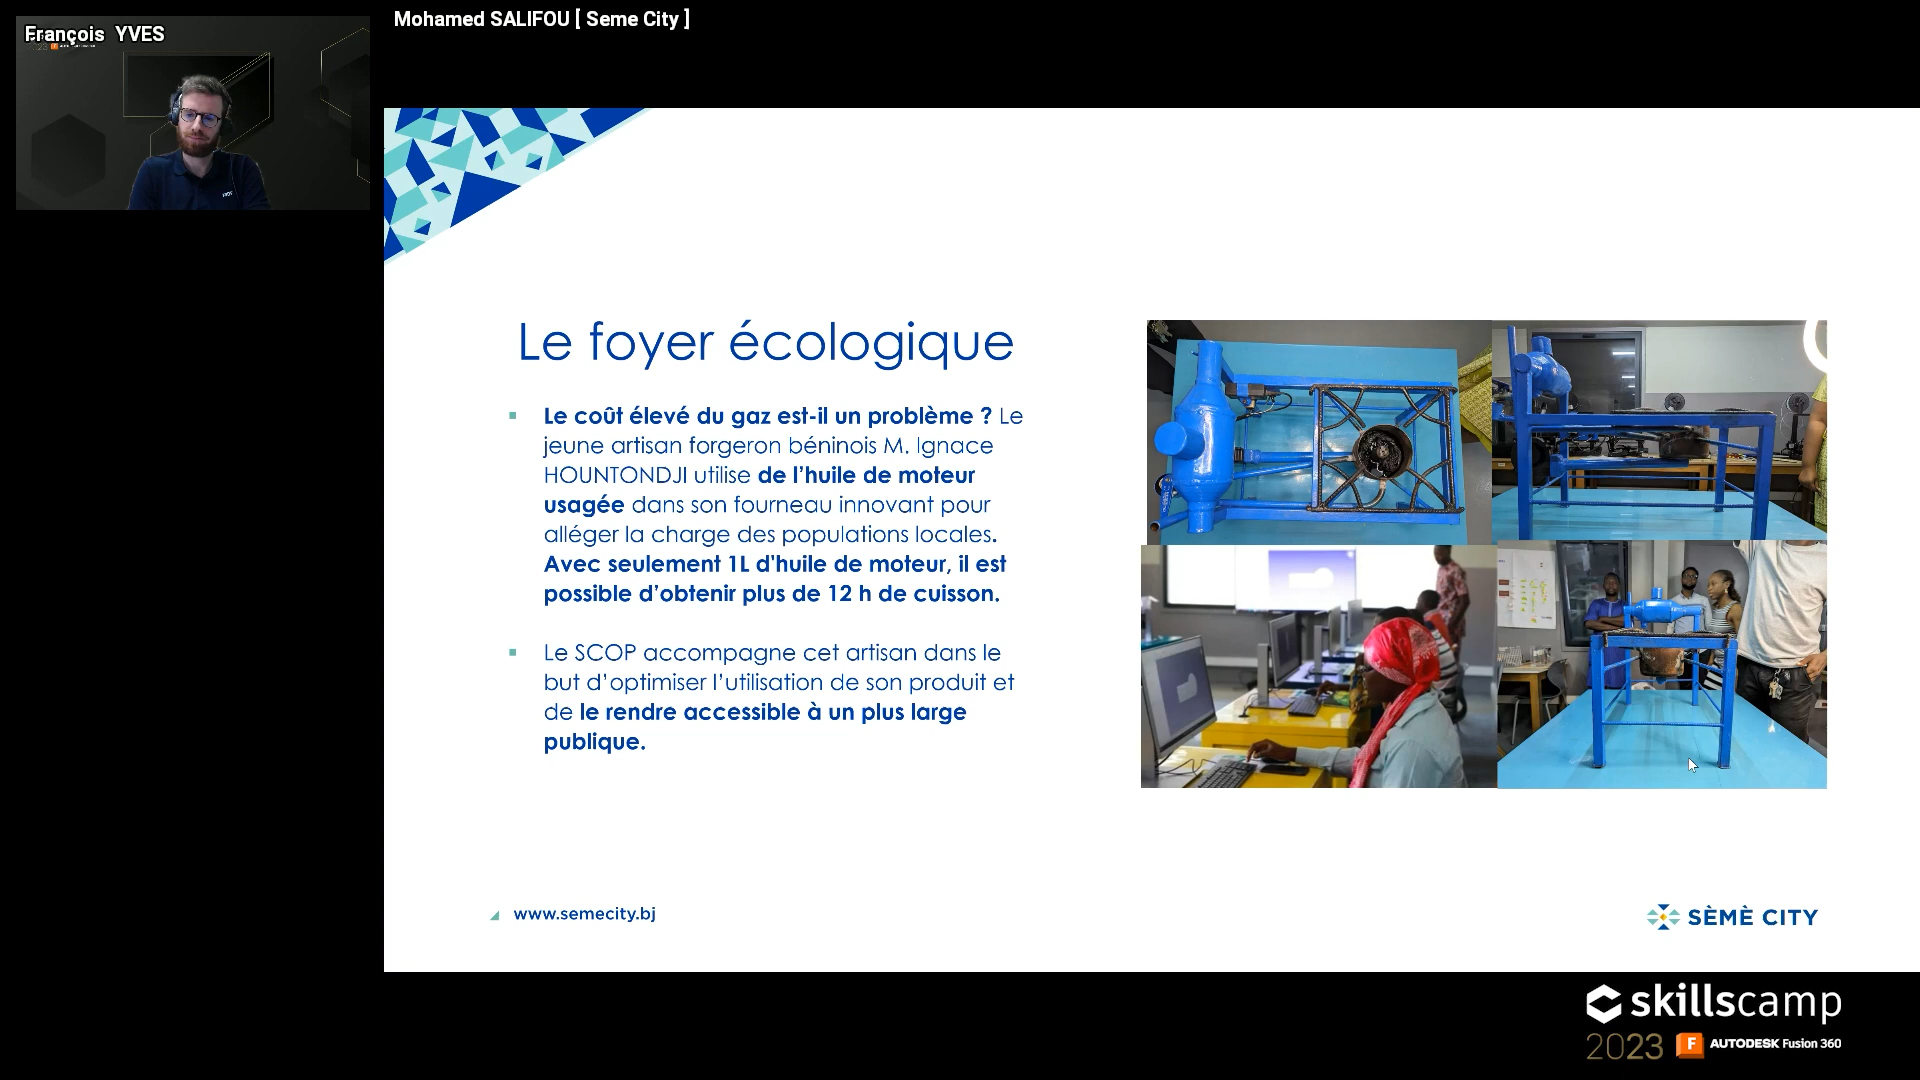 François YVES
Mohamed SALIFOU [ Seme City ]
Le foyer écologique
Le coût élevé du gaz est-il un problème ? Le
jeune artisan forgeron béninois M. Ignace
HOUNTONDJI utilise de l’huile de moteur
usagée dans son fourneau innovant pour
alléger la charge des populations locales.
Avec seulement 1L d'huile de moteur, il est
possible d’obtenir plus de 12 h de cuisson.
Le SCOP accompagne cet artisan dans le
but d’optimiser l’utilisation de son produit et
de le rendre accessible à un plus large
publique.
www.semecity.bj
SÈMÈ CITY
skillscamp
2023 F AUTODESK Fusion 360